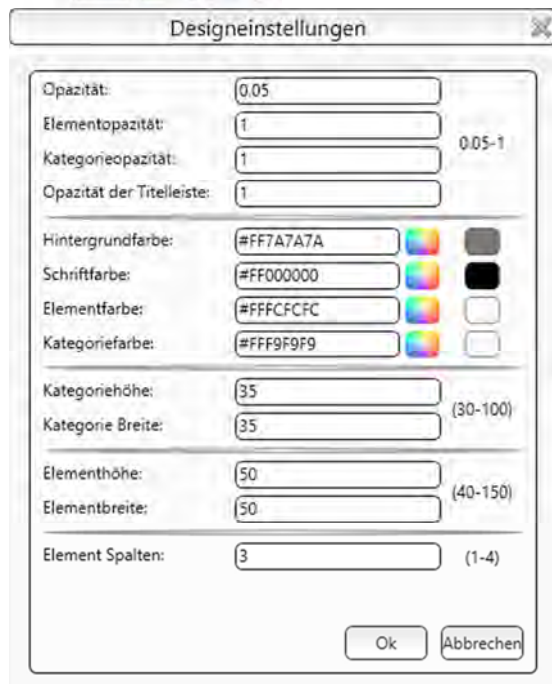 Designeinstellungen
Opazität: 0.05
Elementopazität: 1
0.05-1
Kategorieopazität: 1
Opazität der Titelleiste: 1
Hintergrundfarbe: #FF7A7A7A
Schriftfarbe: #FF000000
Elementfarbe: #FFFCFCFC
Kategoriefarbe: #FFF9F9F9
Kategoriehöhe: 35
(30-100)
Kategorie Breite: 35
Elementhöhe: 50
(40-150)
Elementbreite: 50
Element Spalten: 3 (1-4)
Ok Abbrechen